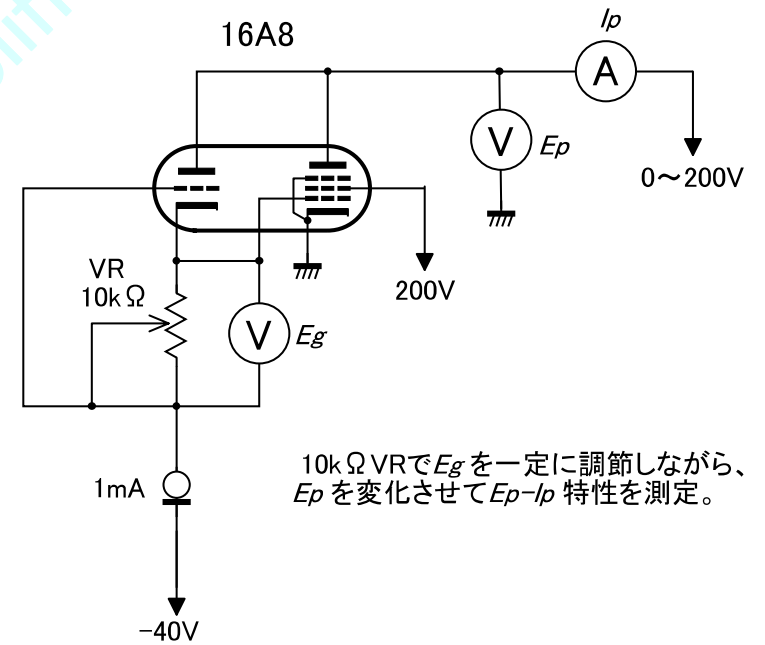 16A8
Ip
A
V
Ep
0～200V
VR
10kΩ
200V
V
Eg
1mA
10kΩVRでEgを一定に調節しながら、
Epを変化させてEp-Ip 特性を測定。
-40V